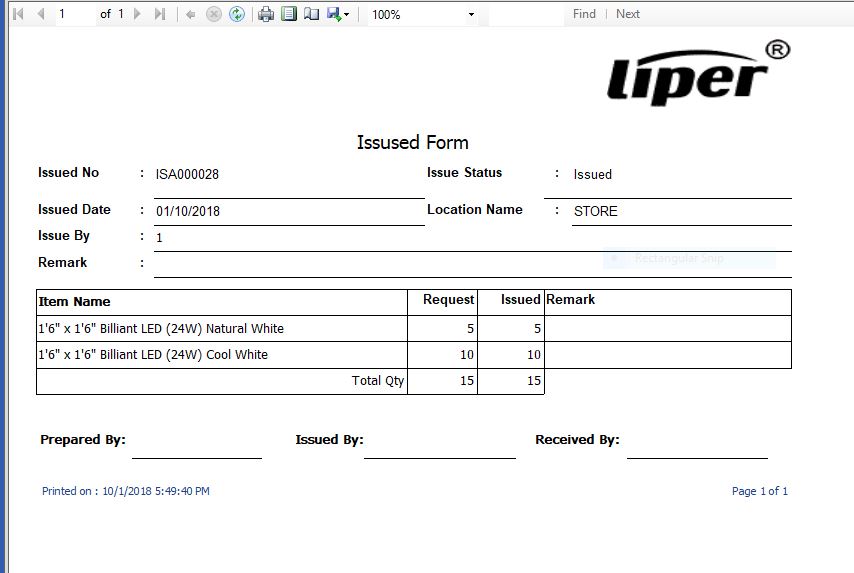 1 of 1 100% Find Next
liper®
Issused Form
Issued No : ISA000028 Issue Status : Issued
Issued Date : 01/10/2018 Location Name : STORE
Issue By : 1
Rectangular Snip
Remark :
Item Name Request Issued Remark
1'6" x 1'6" Billiant LED (24W) Natural White 5 5
1'6" x 1'6" Billiant LED (24W) Cool White 10 10
Total Qty 15 15
Prepared By: Issued By: Received By:
Printed on : 10/1/2018 5:49:40 PM Page 1 of 1